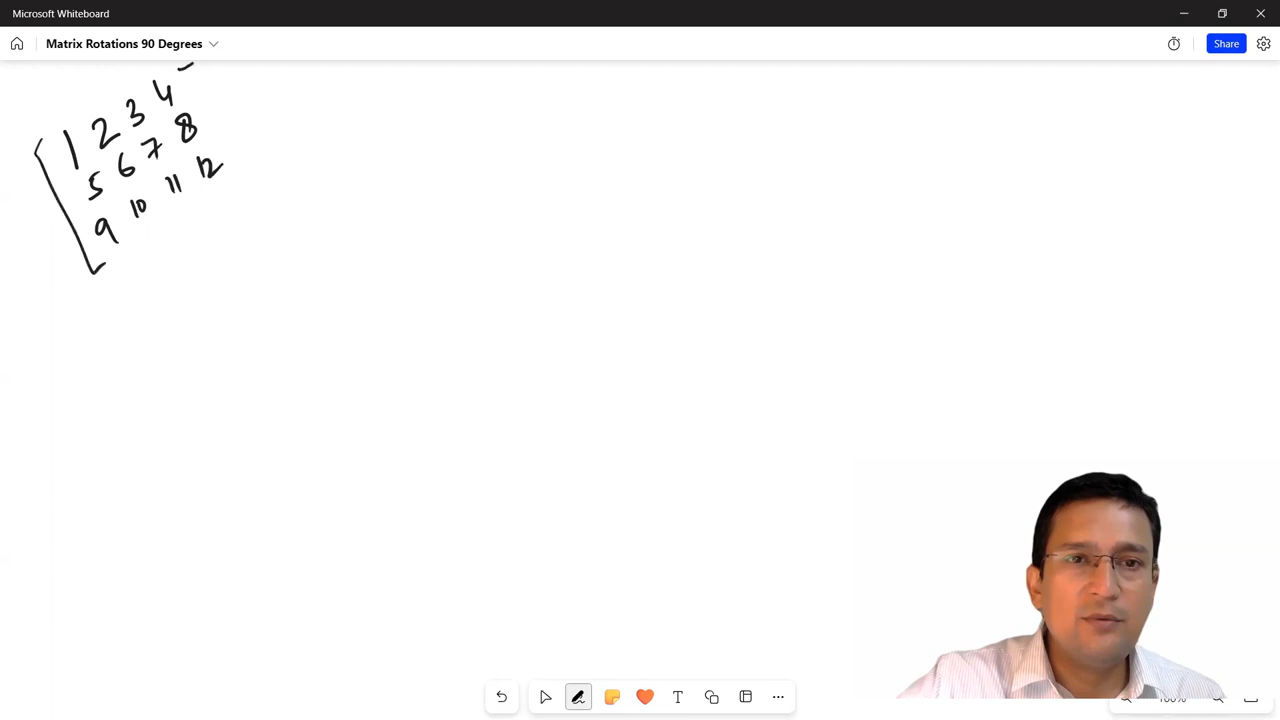 Microsoft Whiteboard
Matrix Rotations 90 Degrees
Share
1 2 3 4
5 6 7 8
9 10 11 12
T
100%